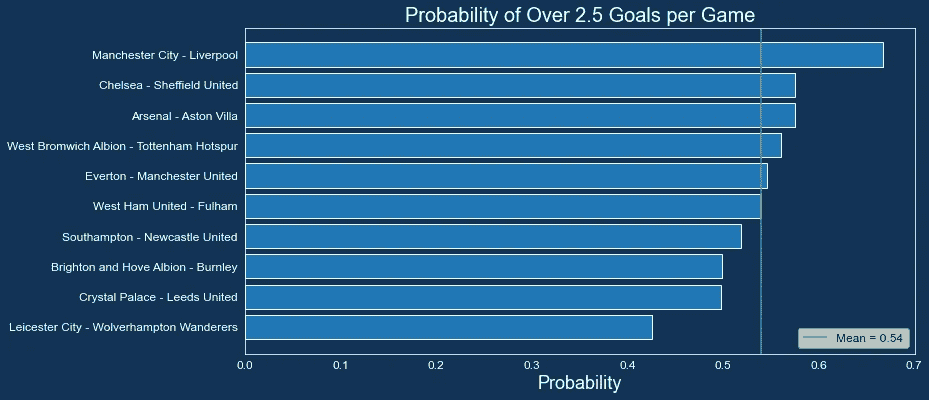 Probability of Over 2.5 Goals per Game
Manchester City - Liverpool
Chelsea - Sheffield United
Arsenal - Aston Villa
West Bromwich Albion - Tottenham Hotspur
Everton - Manchester United
West Ham United - Fulham
Southampton - Newcastle United
Brighton and Hove Albion - Burnley
Crystal Palace - Leeds United
Leicester City - Wolverhampton Wanderers
Mean = 0.54
0.0 0.1 0.2 0.3 0.4 0.5 0.6 0.7
Probability